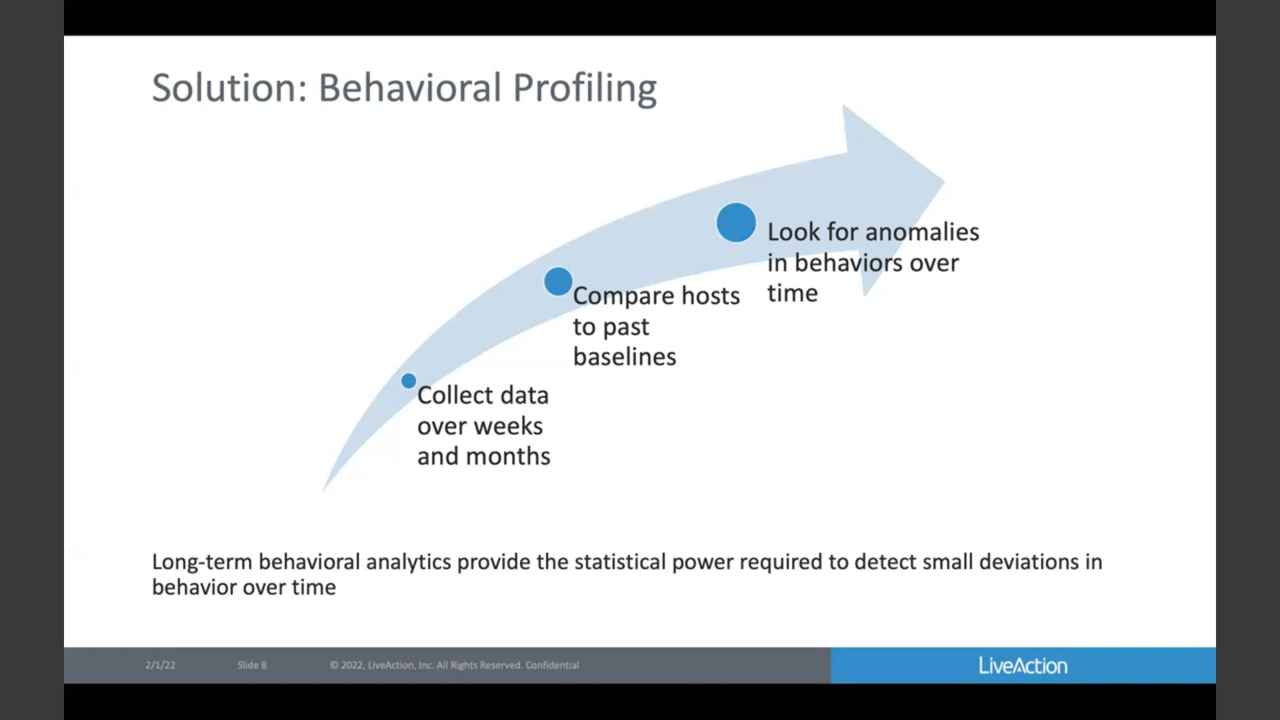 Solution: Behavioral Profiling
Look for anomalies
in behaviors over
time
Compare hosts
to past
baselines
Collect data
over weeks
and months
Long-term behavioral analytics provide the statistical power required to detect small deviations in
behavior over time
2/1/22
Slide 8
© 2022, LiveAction, Inc. All Rights Reserved. Confidential
LiveAction